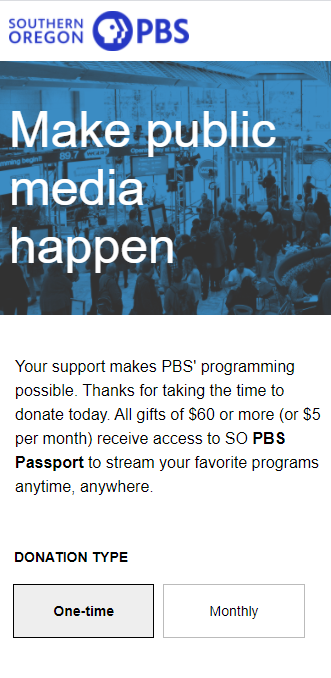 SOUTHERN
OREGON
PBS
Make public
media
happen
89.7
Your support makes PBS' programming
possible. Thanks for taking the time to
donate today. All gifts of $60 or more (or $5
per month) receive access to SO PBS
Passport to stream your favorite programs
anytime, anywhere.
DONATION TYPE
One-time
Monthly